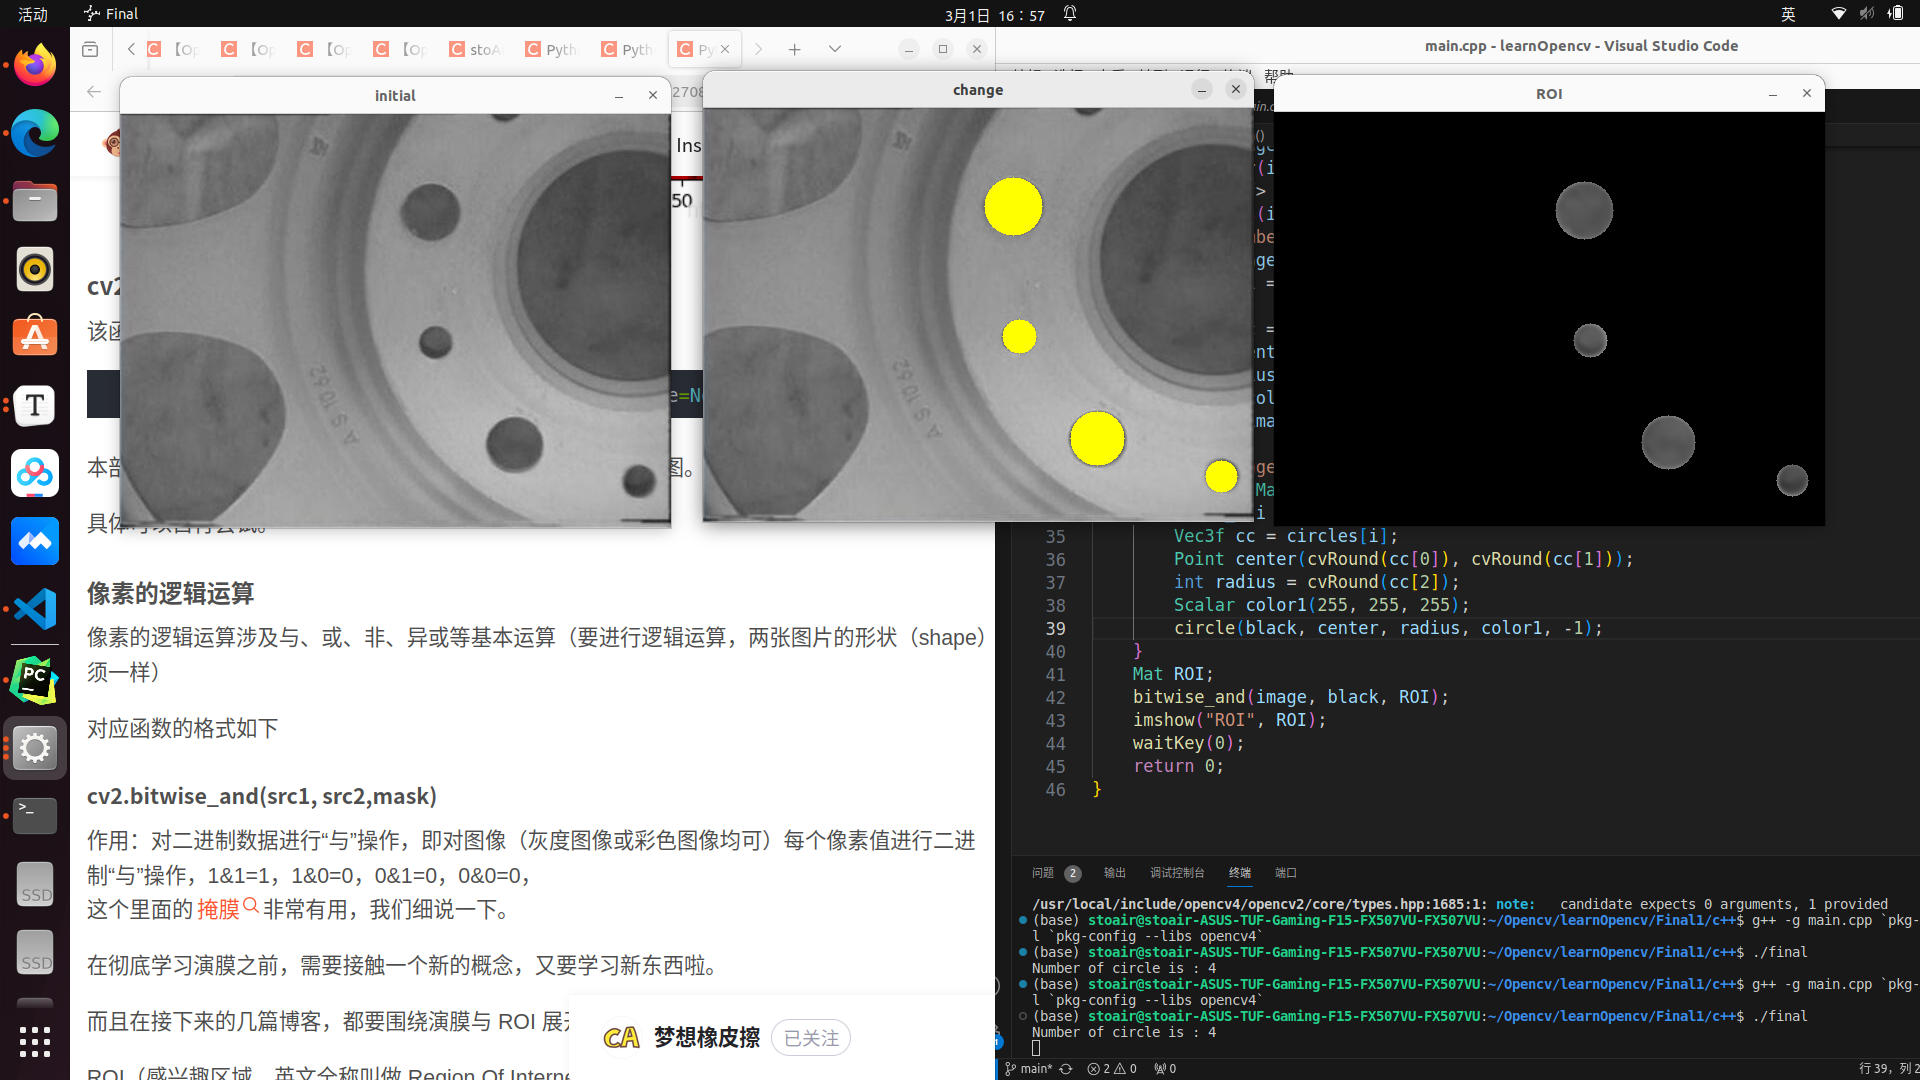 活动
Final
3月1日 16：57
英
stoA
Pyth
Pyth
Py
main.cpp - learnOpencv - Visual Studio Code
帮助
initial
change
ROI
2708
Ins
50
cv2
该函
e=No
本部
图。
像素的逻辑运算
像素的逻辑运算涉及与、或、非、异或等基本运算（要进行逻辑运算，两张图片的形状（shape）
须一样）
对应函数的格式如下
cv2.bitwise_and(src1, src2,mask)
作用：对二进制数据进行“与”操作，即对图像（灰度图像或彩色图像均可）每个像素值进行二进
制“与”操作，1&1=1，1&0=0，0&1=0，0&0=0，
这个里面的 掩膜 非常有用，我们细说一下。
在彻底学习演膜之前，需要接触一个新的概念，又要学习新东西啦。
而且在接下来的几篇博客，都要围绕演膜与 ROI 展开
ROI（感兴趣区域，英文全称叫做 Region Of Interne
CA 梦想橡皮擦 已关注
35 Vec3f cc = circles[i];
36 Point center(cvRound(cc[0]), cvRound(cc[1]));
37 int radius = cvRound(cc[2]);
38 Scalar color1(255, 255, 255);
39 circle(black, center, radius, color1, -1);
40 }
41 Mat ROI;
42 bitwise_and(image, black, ROI);
43 imshow("ROI", ROI);
44 waitKey(0);
45 return 0;
46 }
问题 2 输出 调试控制台 终端 端口
/usr/local/include/opencv4/opencv2/core/types.hpp:1685:1: note:   candidate expects 0 arguments, 1 provided
(base) stoair@stoair-ASUS-TUF-Gaming-F15-FX507VU-FX507VU:~/Opencv/learnOpencv/Final1/c++$ g++ -g main.cpp `pkg-
l `pkg-config --libs opencv4`
(base) stoair@stoair-ASUS-TUF-Gaming-F15-FX507VU-FX507VU:~/Opencv/learnOpencv/Final1/c++$ ./final
Number of circle is : 4
(base) stoair@stoair-ASUS-TUF-Gaming-F15-FX507VU-FX507VU:~/Opencv/learnOpencv/Final1/c++$ g++ -g main.cpp `pkg-
l `pkg-config --libs opencv4`
(base) stoair@stoair-ASUS-TUF-Gaming-F15-FX507VU-FX507VU:~/Opencv/learnOpencv/Final1/c++$ ./final
Number of circle is : 4
main* 2 0 0
行 39，列 2
SSD
SSD